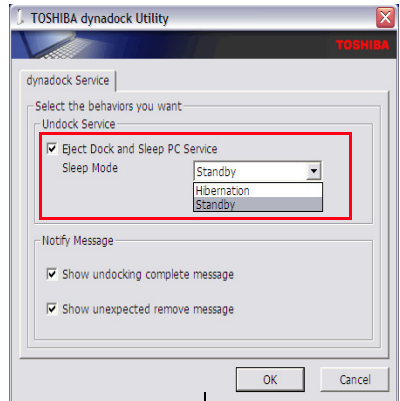 TOSHIBA dynadock Utility
TOSHIBA
dynadock Service
Select the behaviors you want
Undock Service
Eject Dock and Sleep PC Service
Sleep Mode
Standby
Hibernation
Standby
Notify Message
Show undocking complete message
Show unexpected remove message
OK
Cancel